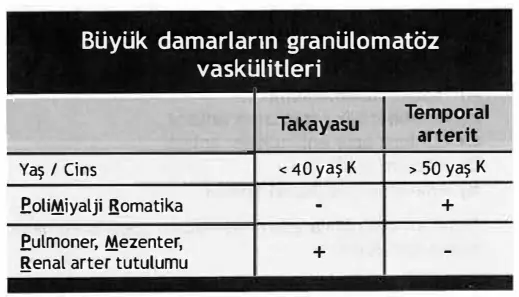 Büyük damarların granülomatöz
vaskülitleri
Takayasu
Temporal
arterit
Yaş / Cins < 40 yaş K > 50 yaş K
PoliMiyalji Romatika - +
Pulmoner, Mezenter,
Renal arter tutulumu + -